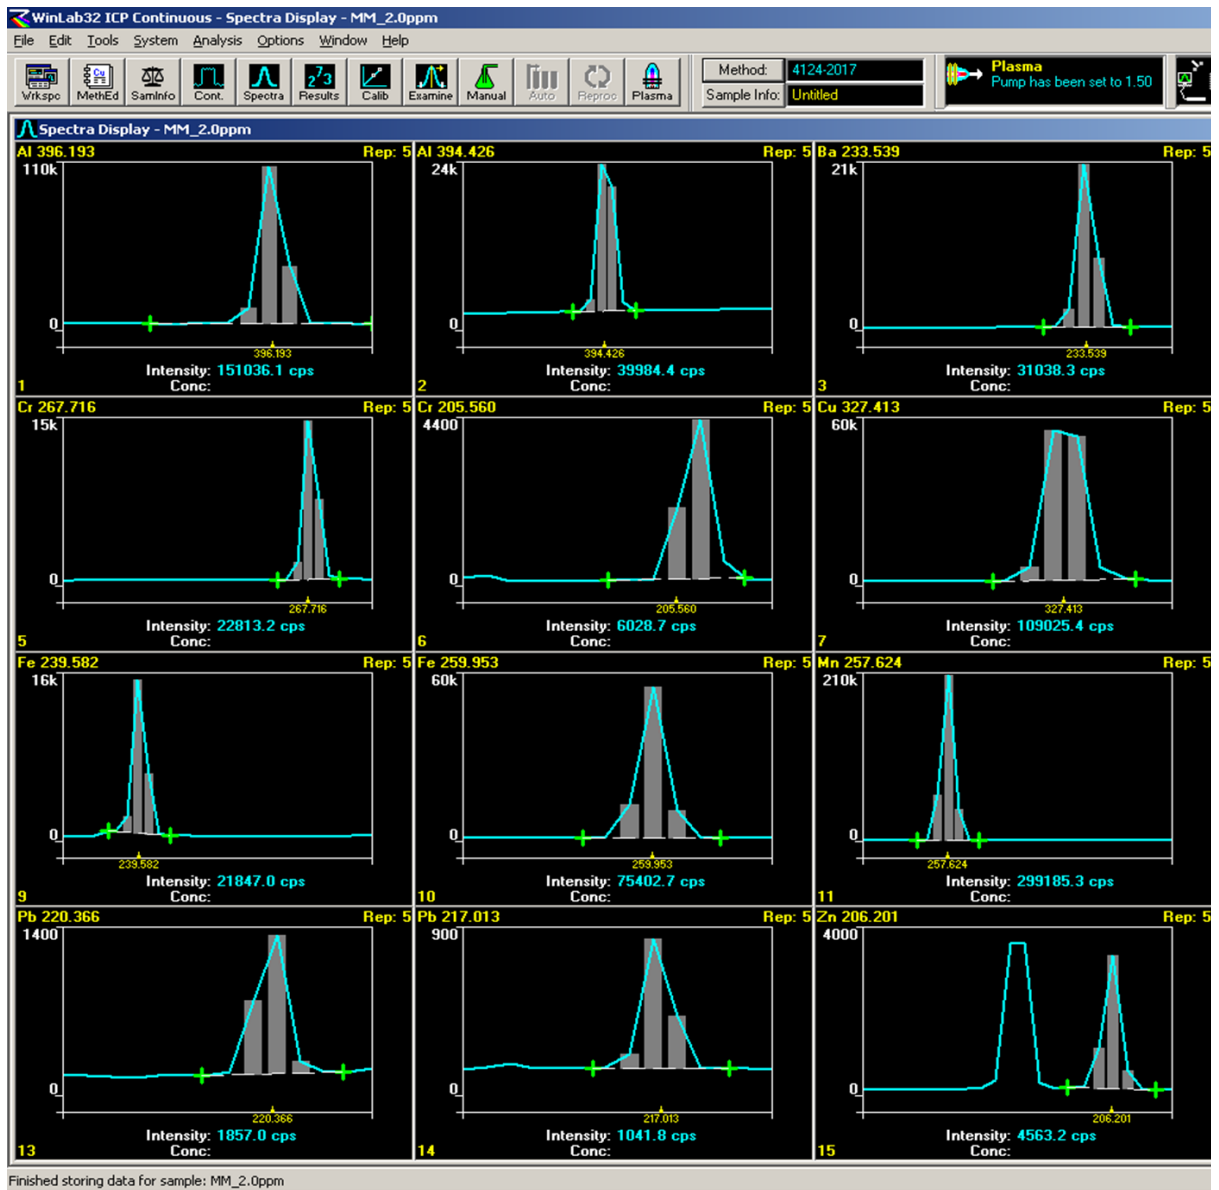 WinLab32 ICP Continuous - Spectra Display - MM_2.0ppm
File Edit Tools System Analysis Options Window Help
Wrkspc MethEd SamInfo Cont. Spectra Results Calib Examine Manual Auto Reproc Plasma
Method: 4124-2017
Sample Info: Untitled
Plasma
Pump has been set to 1.50
Spectra Display - MM_2.0ppm
Al 396.193 Rep: 5
110k
0
396.193
Intensity: 151036.1 cps
Conc:
1
Al 394.426 Rep: 5
24k
0
394.426
Intensity: 39984.4 cps
Conc:
2
Ba 233.539 Rep: 5
21k
0
233.539
Intensity: 31038.3 cps
Conc:
3
Cr 267.716 Rep: 5
15k
0
267.716
Intensity: 22813.2 cps
Conc:
5
Cr 205.560 Rep: 5
4400
0
205.560
Intensity: 6028.7 cps
Conc:
6
Cu 327.413 Rep: 5
60k
0
327.413
Intensity: 109025.4 cps
Conc:
7
Fe 239.582 Rep: 5
16k
0
239.582
Intensity: 21847.0 cps
Conc:
9
Fe 259.953 Rep: 5
60k
0
259.953
Intensity: 75402.7 cps
Conc:
10
Mn 257.624 Rep: 5
210k
0
257.624
Intensity: 299185.3 cps
Conc:
11
Pb 220.366 Rep: 5
1400
0
220.366
Intensity: 1857.0 cps
Conc:
13
Pb 217.013 Rep: 5
900
0
217.013
Intensity: 1041.8 cps
Conc:
14
Zn 206.201 Rep: 5
4000
0
206.201
Intensity: 4563.2 cps
Conc:
15
Finished storing data for sample: MM_2.0ppm